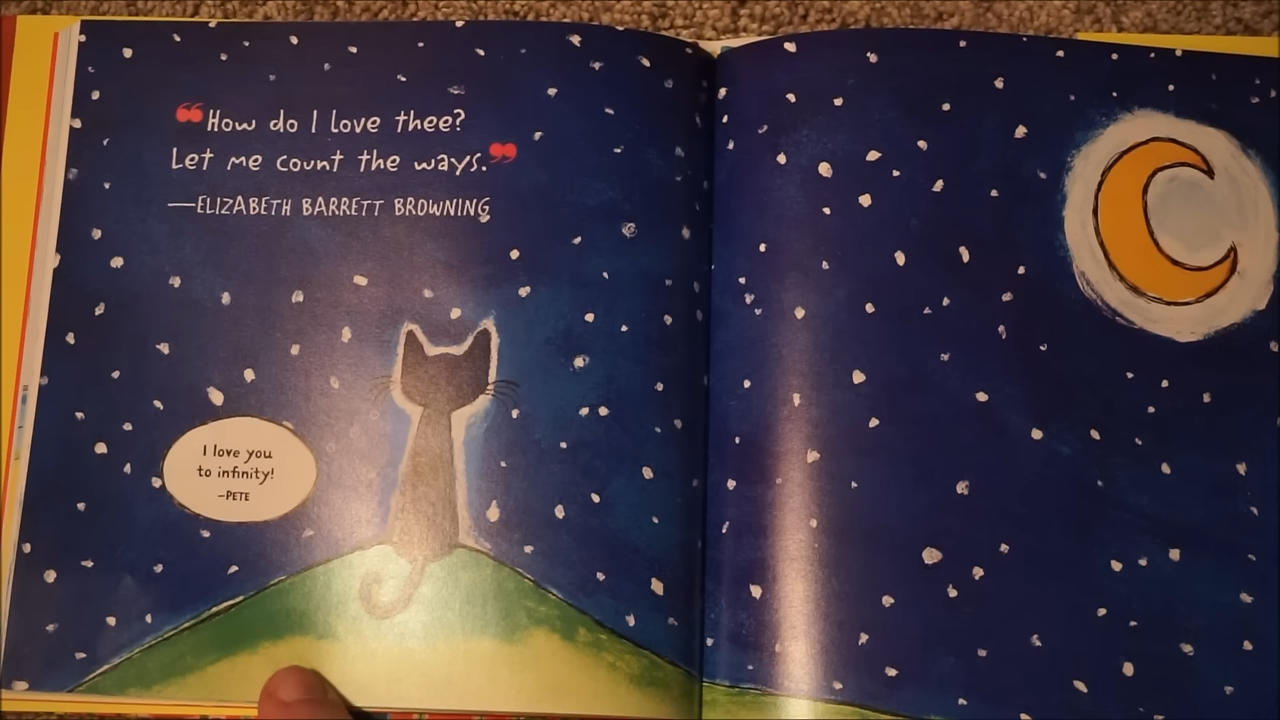 “How do I love thee?
Let me count the ways.”
—ELIZABETH BARRETT BROWNING
I love you
to infinity!
–PETE